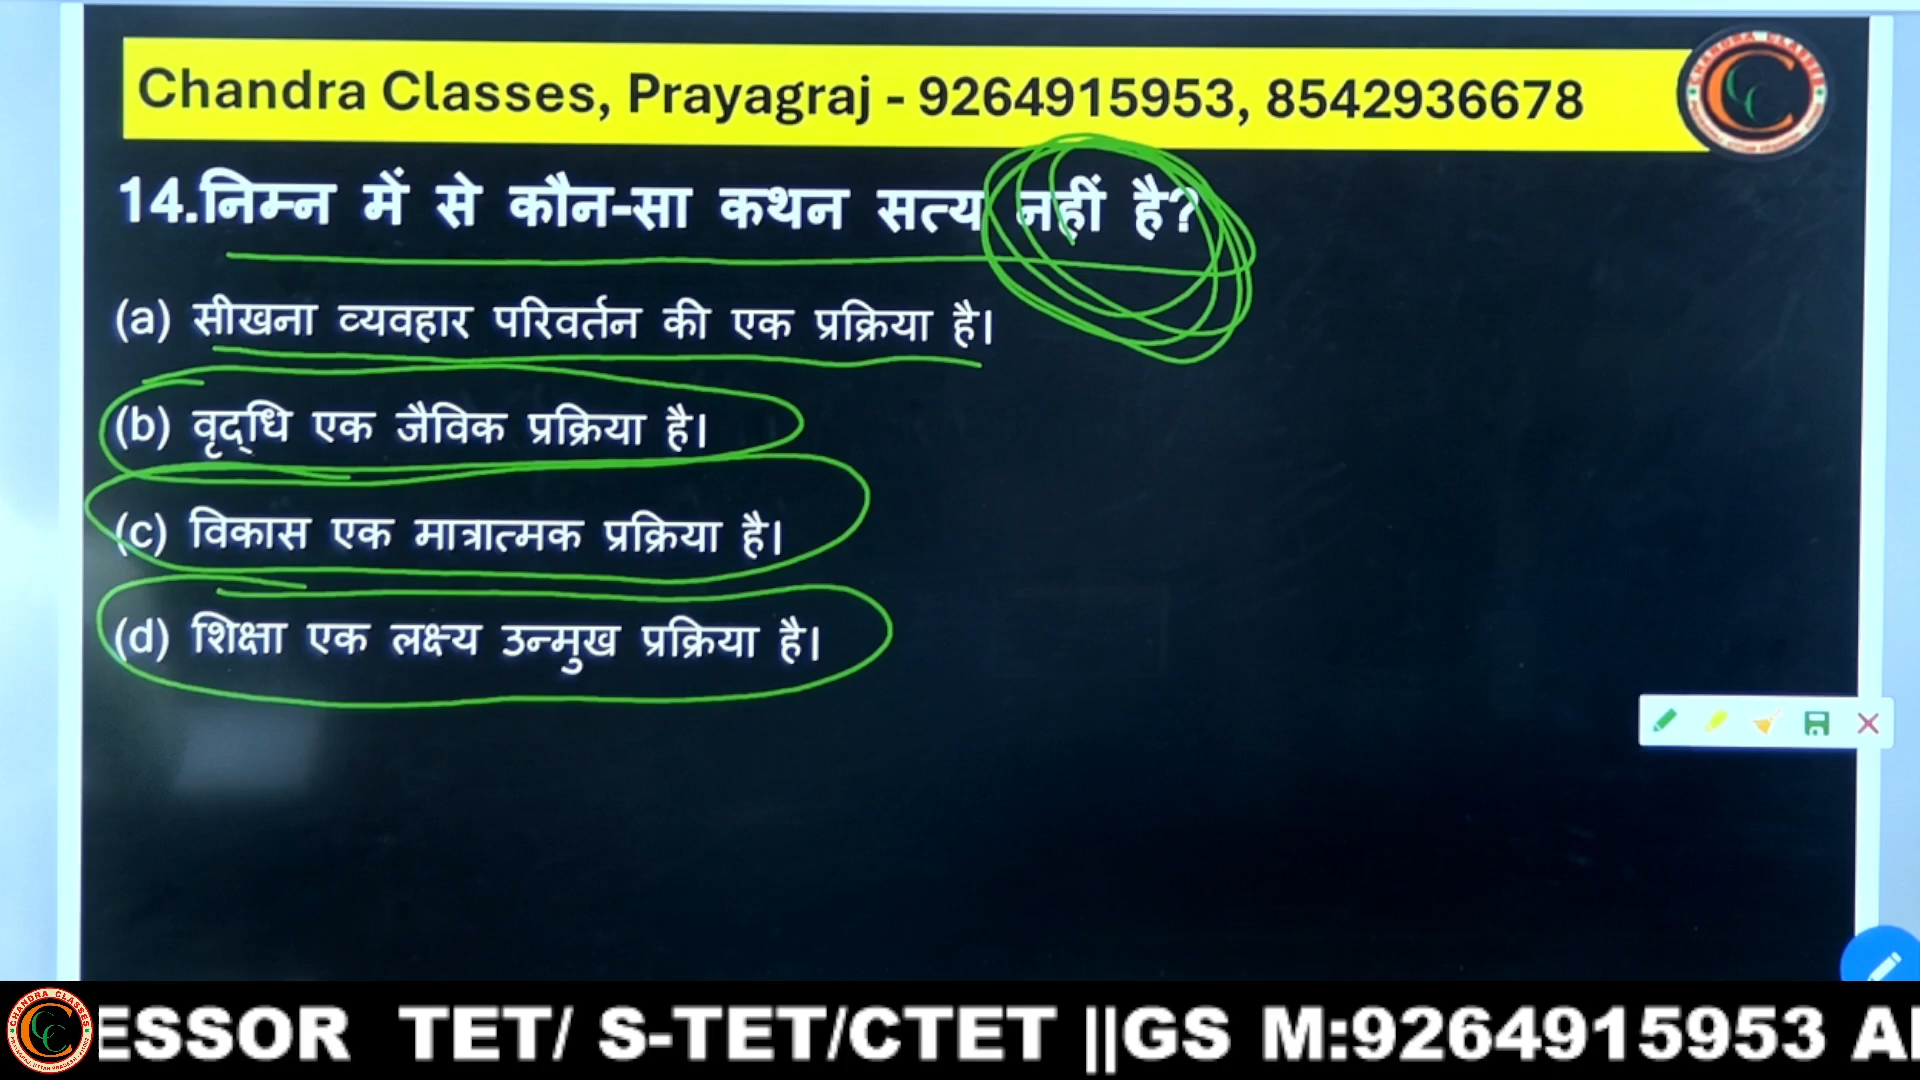 Chandra Classes, Prayagraj - 9264915953, 8542936678
14.निम्न में से कौन-सा कथन सत्य नहीं है?
(a) सीखना व्यवहार परिवर्तन की एक प्रक्रिया है।
(b) वृद्धि एक जैविक प्रक्रिया है।
(c) विकास एक मात्रात्मक प्रक्रिया है।
(d) शिक्षा एक लक्ष्य उन्मुख प्रक्रिया है।
ESSOR TET/ S-TET/CTET ||GS M:9264915953